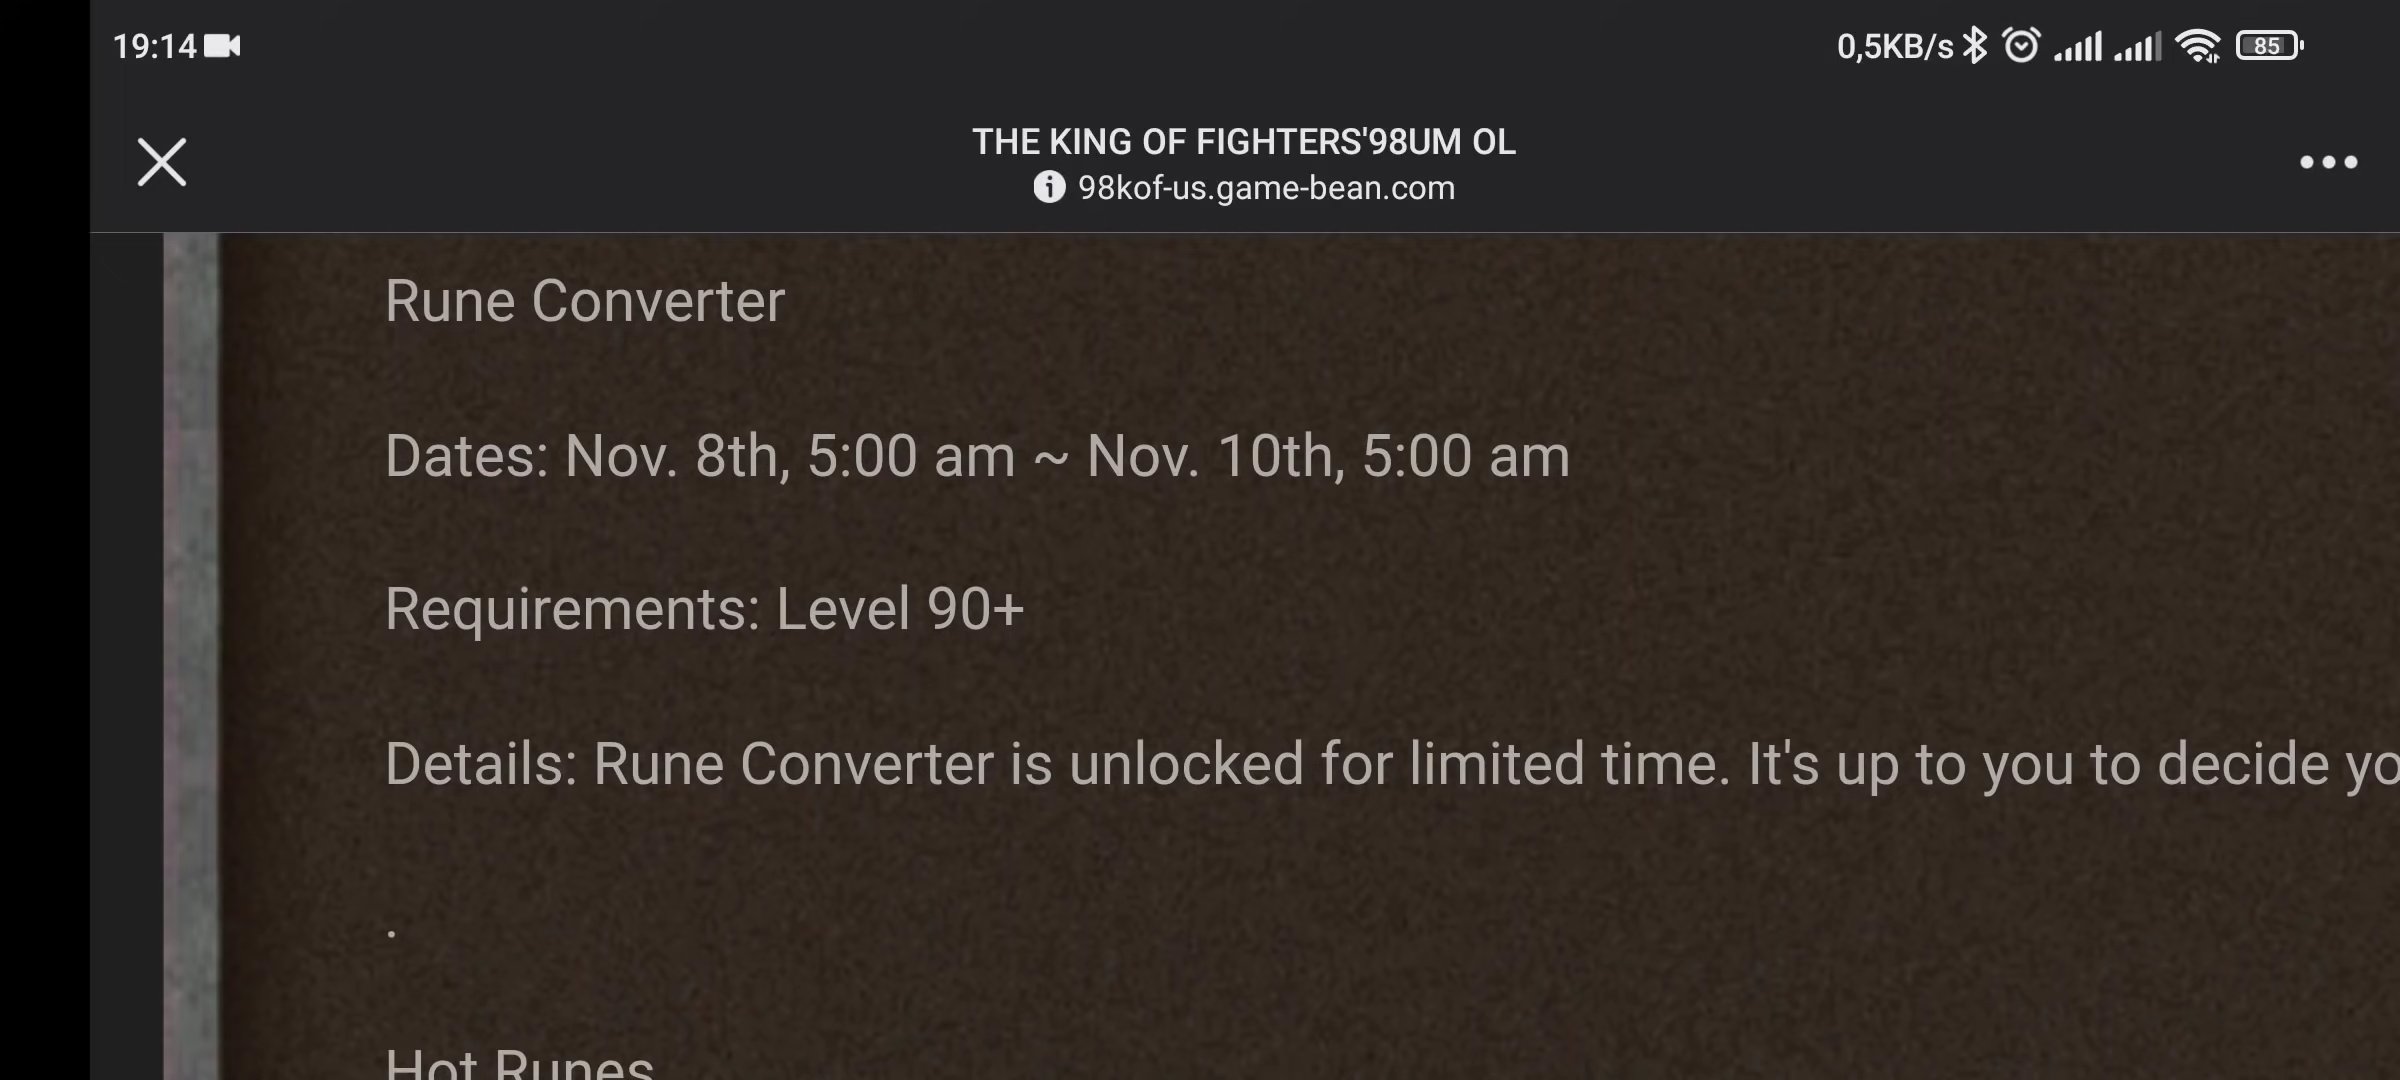 19:14
0,5KB/s
85
THE KING OF FIGHTERS'98UM OL
98kof-us.game-bean.com
Rune Converter
Dates: Nov. 8th, 5:00 am ~ Nov. 10th, 5:00 am
Requirements: Level 90+
Details: Rune Converter is unlocked for limited time. It's up to you to decide yo
.
Hot Runes